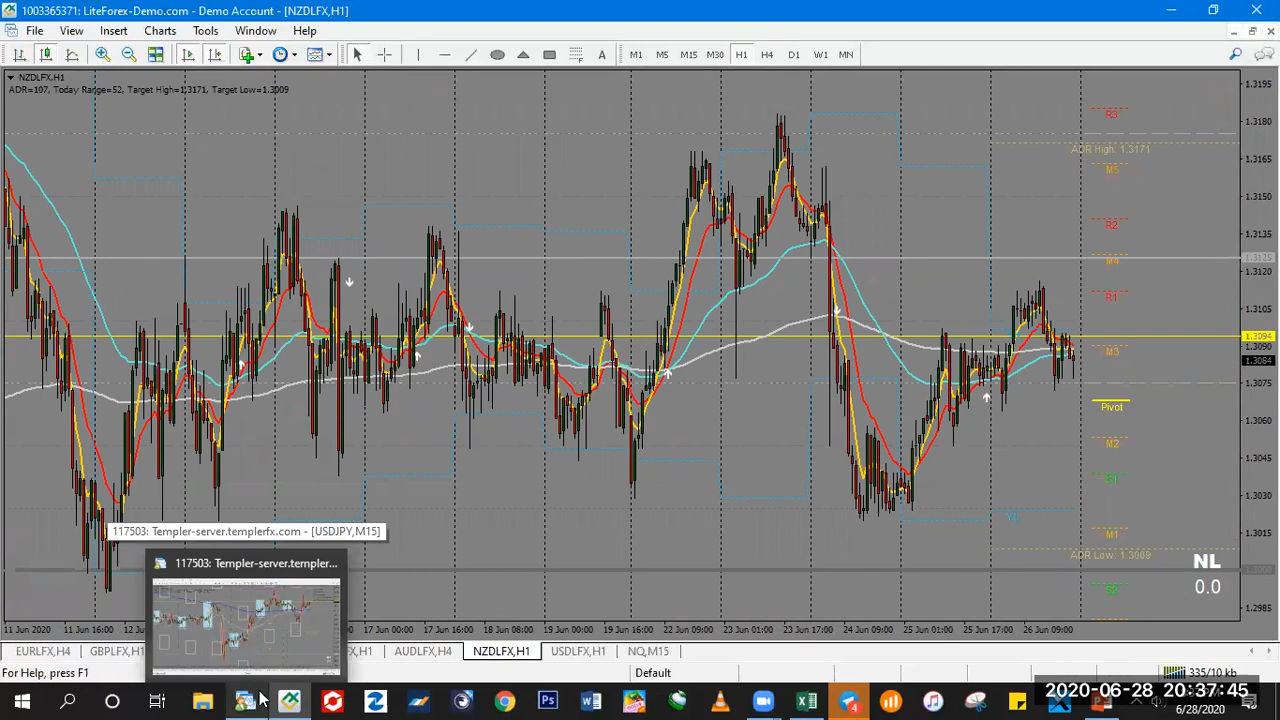 1003365371: LiteForex-Demo.com - Demo Account - [NZDLFX,H1]
File View Insert Charts Tools Window Help
A M1 M5 M15 M30 H1 H4 D1 W1 MN
NZDLFX,H1
ADR=107, Today Range=52, Target High=1.3171, Target Low=1.3009
1.3195
1.3180
1.3165
1.3150
1.3135
1.3125
1.3120
1.3105
1.3094
1.3090
1.3084
1.3075
1.3060
1.3045
1.3030
1.3015
1.2985
R3
ADR High: 1.3171
M5
R2
M4
R1
M3
Pivot
M2
S1
M1
ADR Low: 1.3009
S2
NL
0.0
117503: Templer-server.templerfx.com - [USDJPY,M15]
117503: Templer-server.templer...
11 Jun 2020 11 Jun 16:00 17 Jun 00:00 17 Jun 16:00 18 Jun 08:00 19 Jun 00:00 19 Jun 16:00 22 Jun 09:00 23 Jun 01:00 23 Jun 17:00 24 Jun 09:00 25 Jun 01:00 25 Jun 17:00 26 Jun 09:00
EURLFX,H4 AUDLFX,H4 NZDLFX,H1 USDLFX,H1 NQ,M15
For Help, press F1 Default 335/10 kb
2020-06-28 20:37:45
6/28/2020